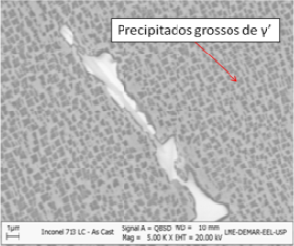 Precipitados grossos de γ'
1µm
Inconel 713 LC - As Cast
Signal A = QBSD WD = 10 mm
Mag = 5.00 K X EHT = 20.00 kV
LME-DEMAR-EEL-USP